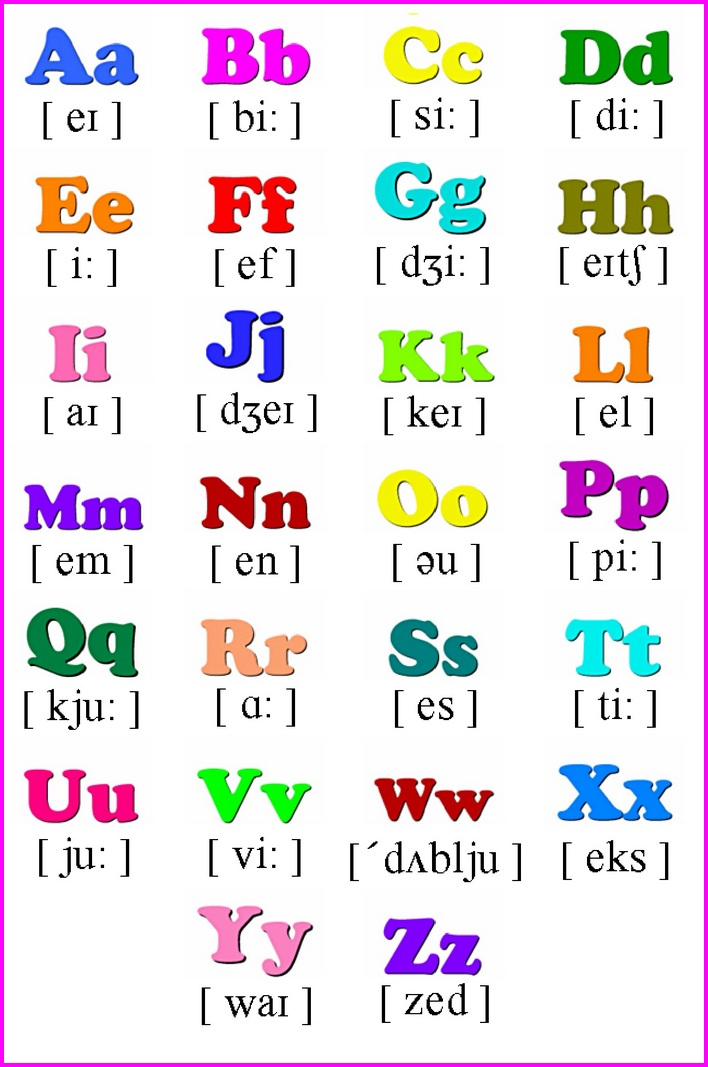 Aa Bb Cc Dd
[ eɪ ] [ bi: ] [ si: ] [ di: ]
Ee Ff Gg Hh
[ i: ] [ ef ] [ dʒi: ] [ eɪtʃ ]
Ii Jj Kk Ll
[ aɪ ] [ dʒeɪ ] [ keɪ ] [ el ]
Mm Nn Oo Pp
[ em ] [ en ] [ əu ] [ pi: ]
Qq Rr Ss Tt
[ kju: ] [ ɑ: ] [ es ] [ ti: ]
Uu Vv Ww Xx
[ ju: ] [ vi: ] [ ´dʌblju ] [ eks ]
Yy Zz
[ waɪ ] [ zed ]